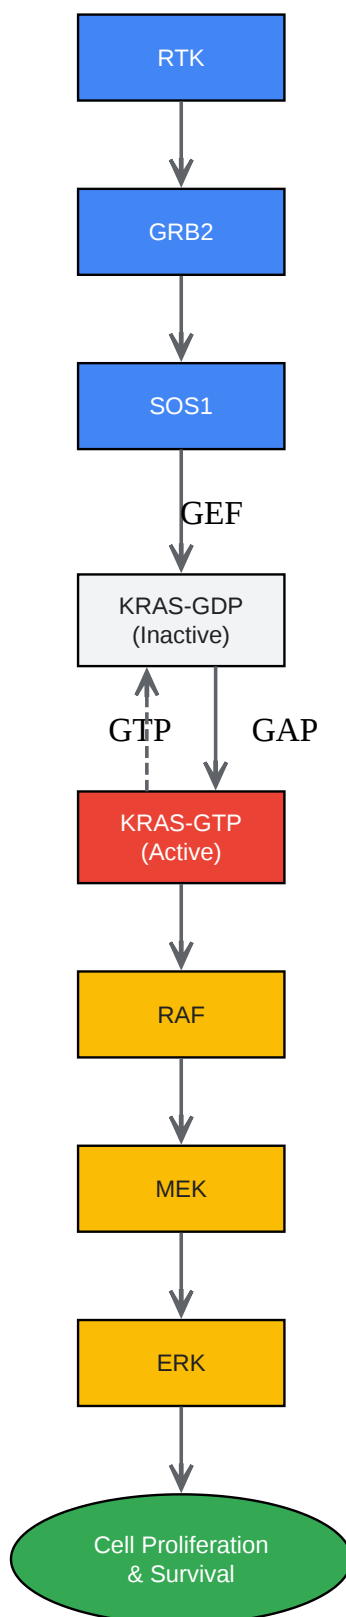 RTK
GRB2
SOS1
GEF
KRAS-GDP
(Inactive)
GTP
GAP
KRAS-GTP
(Active)
RAF
MEK
ERK
Cell Proliferation
& Survival